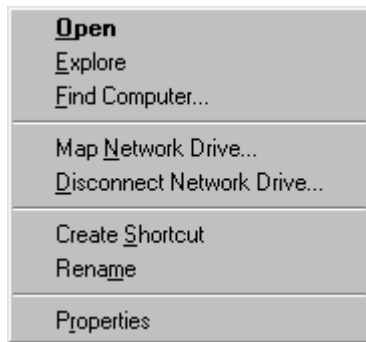 Open
Explore
Find Computer...
Map Network Drive...
Disconnect Network Drive...
Create Shortcut
Rename
Properties